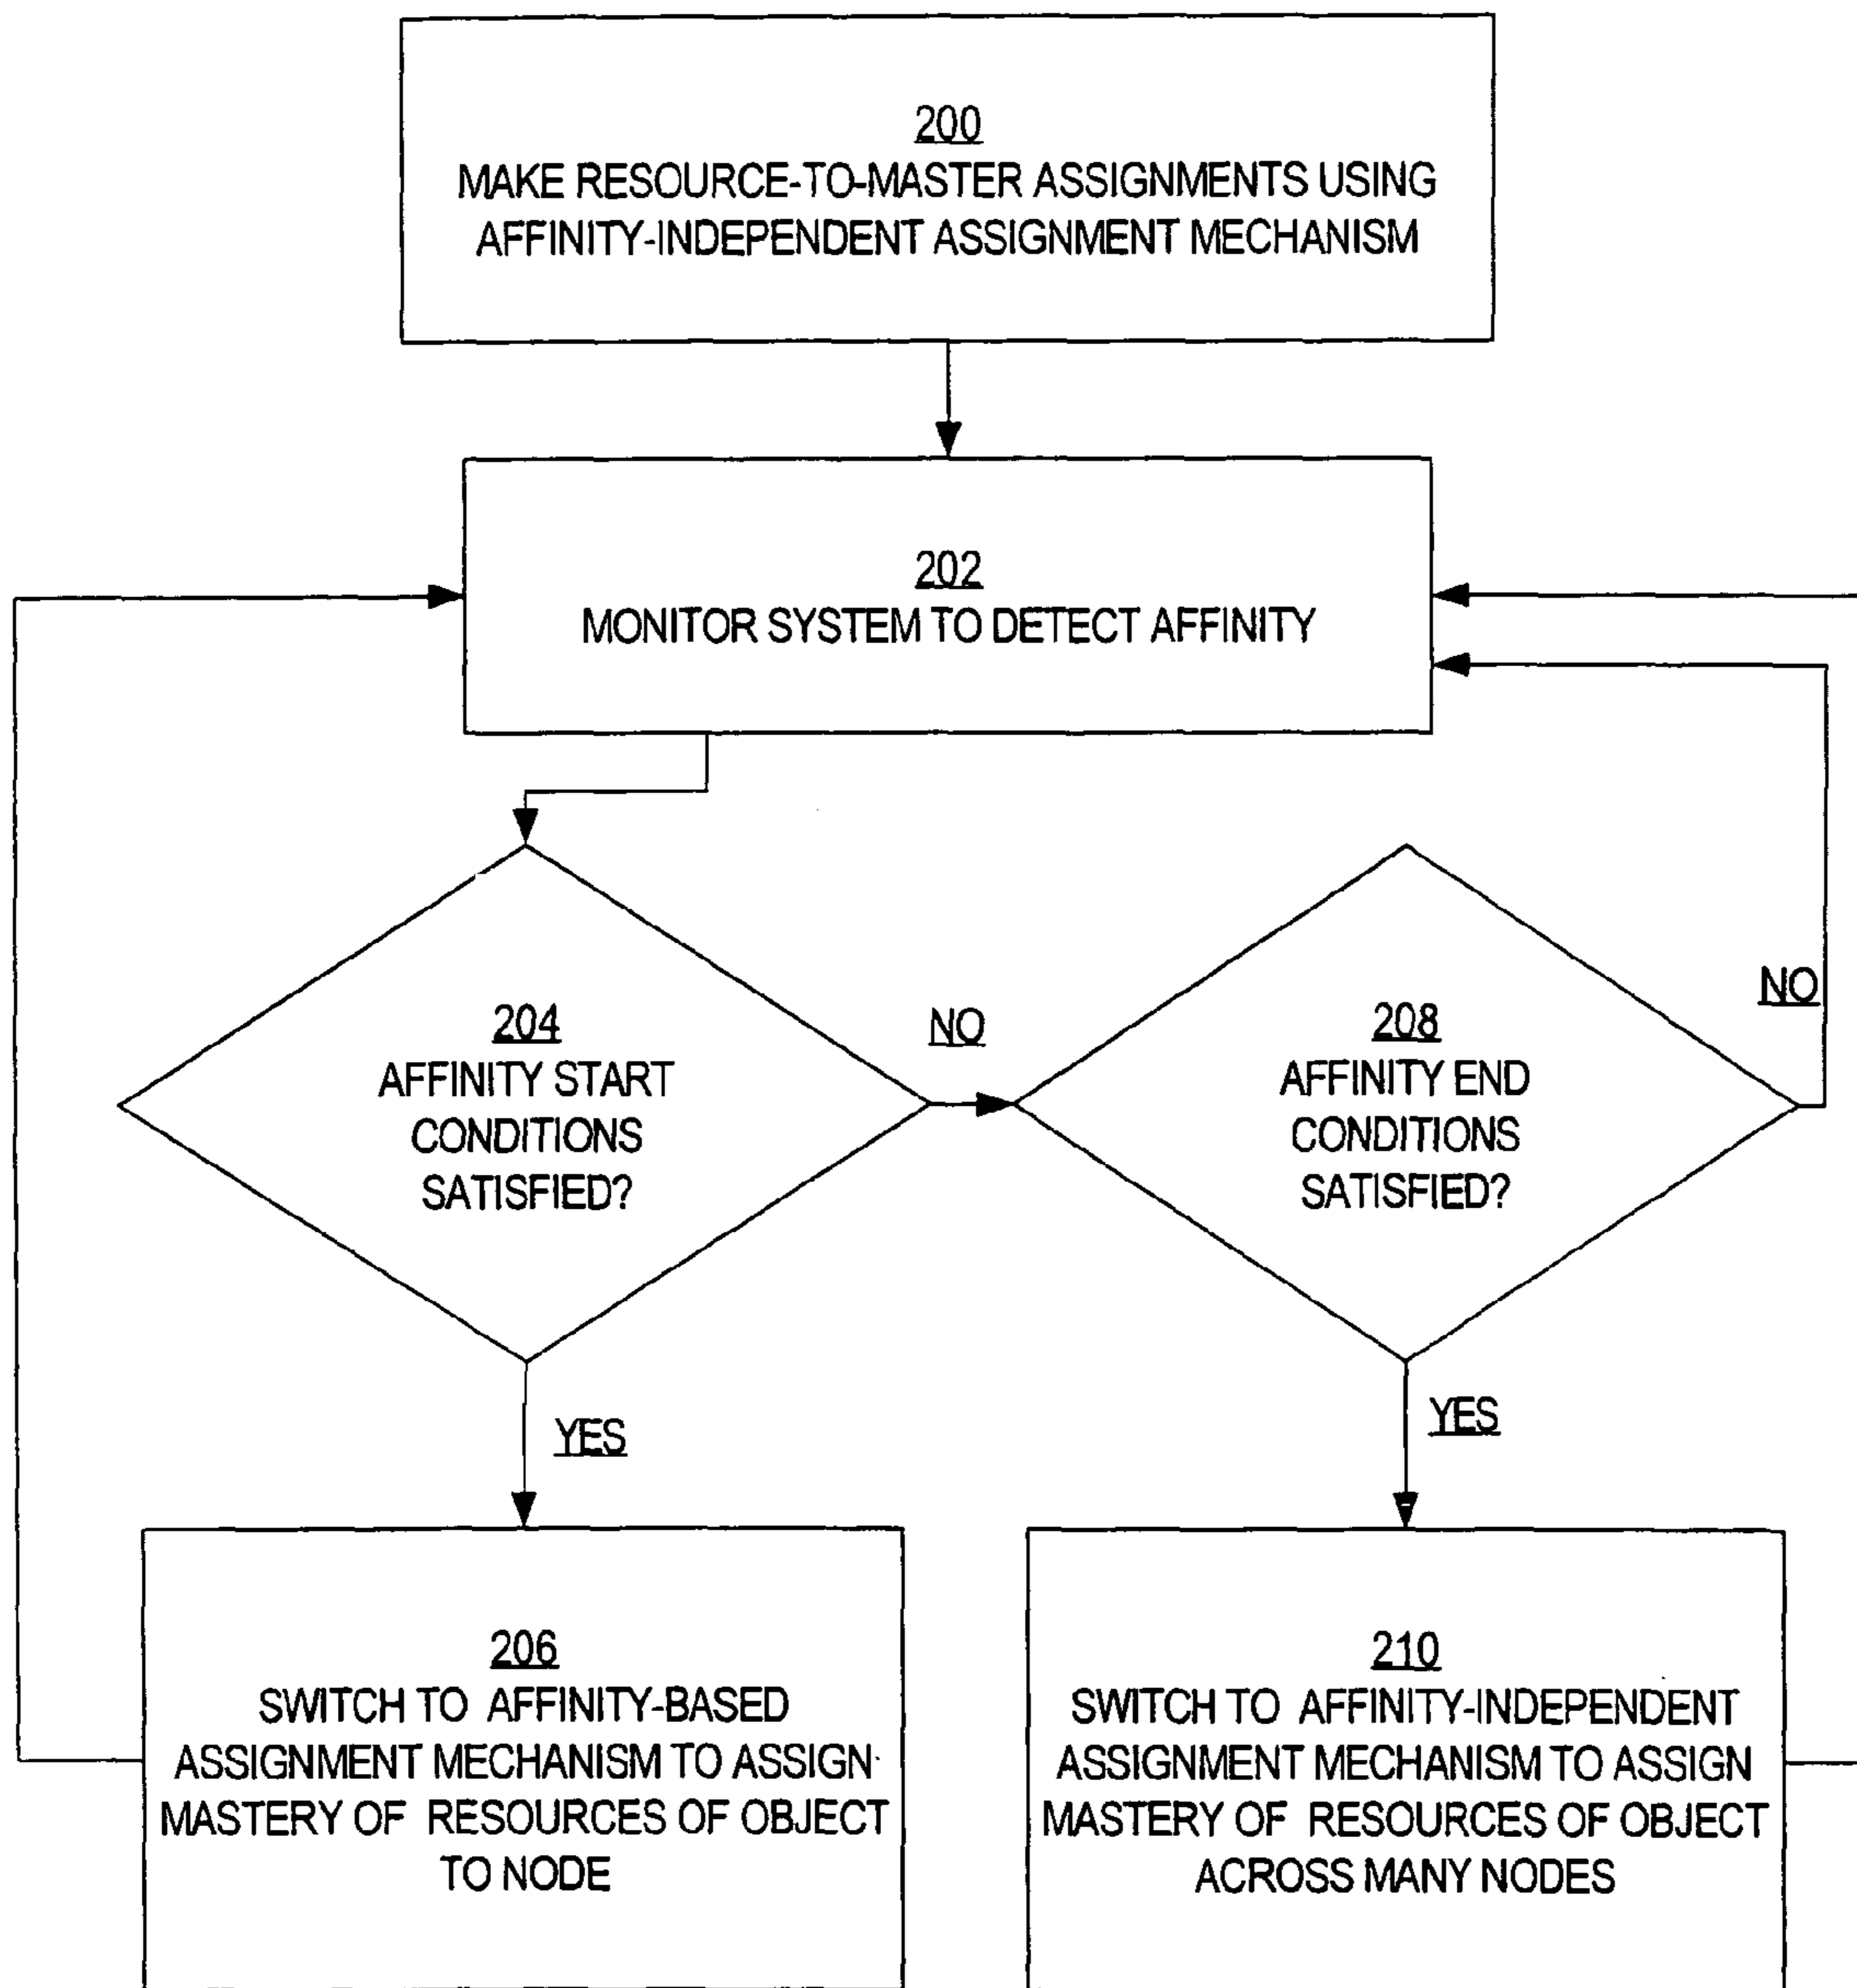 200
MAKE RESOURCE-TO-MASTER ASSIGNMENTS USING
AFFINITY-INDEPENDENT ASSIGNMENT MECHANISM
202
MONITOR SYSTEM TO DETECT AFFINITY
204
AFFINITY START
CONDITIONS
SATISFIED?
NO
208
AFFINITY END
CONDITIONS
SATISFIED?
NO
YES
YES
206
SWITCH TO AFFINITY-BASED
ASSIGNMENT MECHANISM TO ASSIGN
MASTERY OF RESOURCES OF OBJECT
TO NODE
210
SWITCH TO AFFINITY-INDEPENDENT
ASSIGNMENT MECHANISM TO ASSIGN
MASTERY OF RESOURCES OF OBJECT
ACROSS MANY NODES